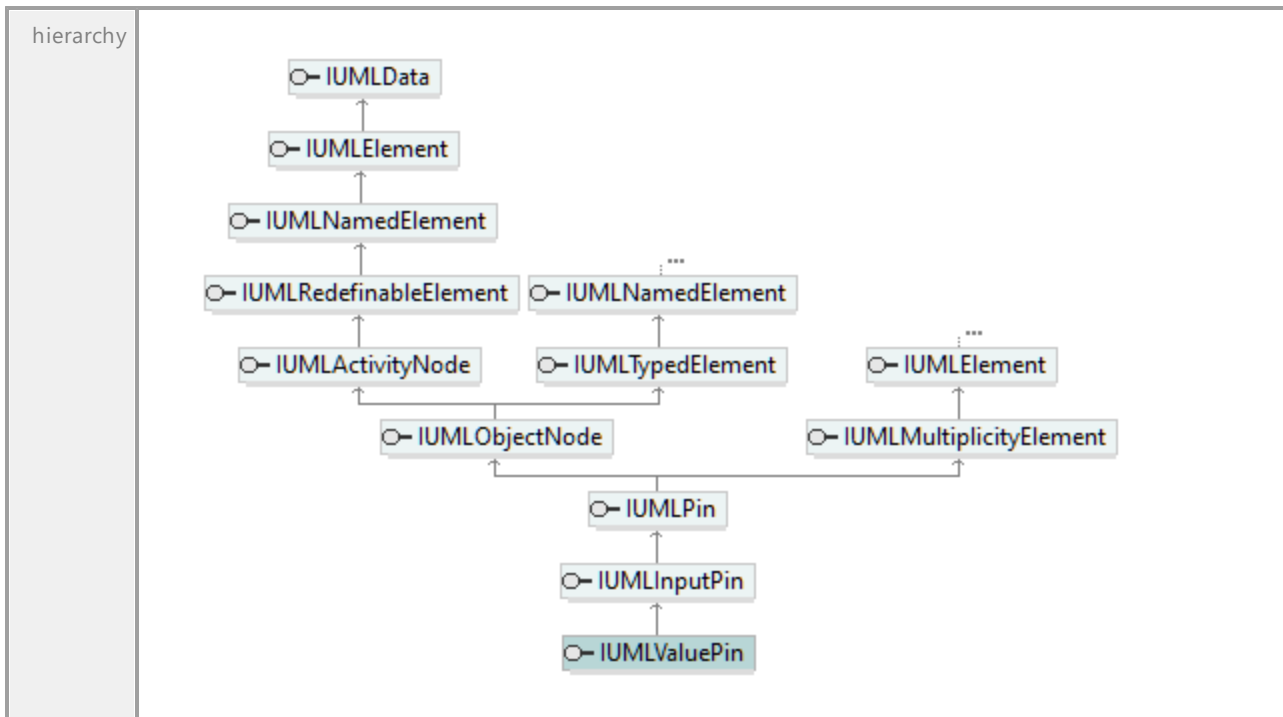 hierarchy
IUMLData
IUMLElement
IUMLNamedElement
...
IUMLRedefinableElement
IUMLNamedElement
...
IUMLActivityNode
IUMLTypedElement
IUMLElement
IUMLObjectNode
IUMLMultiplicityElement
IUMLPin
IUMLInputPin
IUMLValuePin